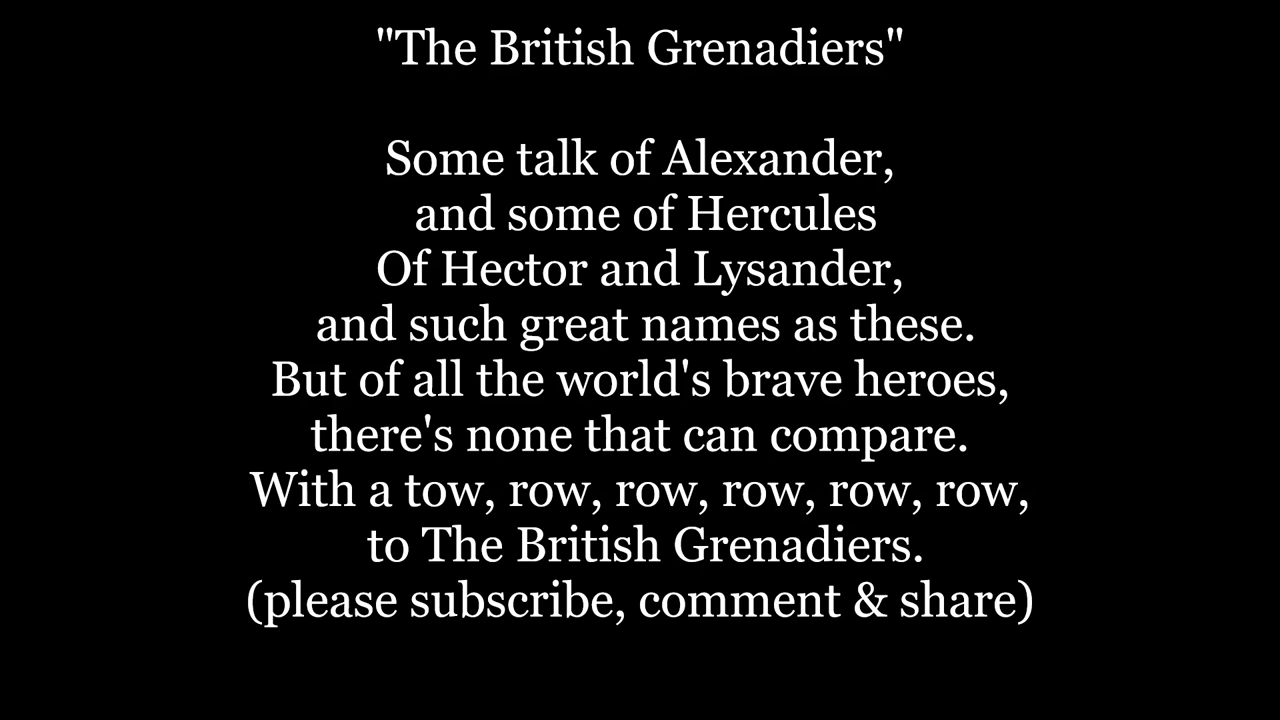 "The British Grenadiers"
Some talk of Alexander,
and some of Hercules
Of Hector and Lysander,
and such great names as these.
But of all the world's brave heroes,
there's none that can compare.
With a tow, row, row, row, row, row,
to The British Grenadiers.
(please subscribe, comment & share)